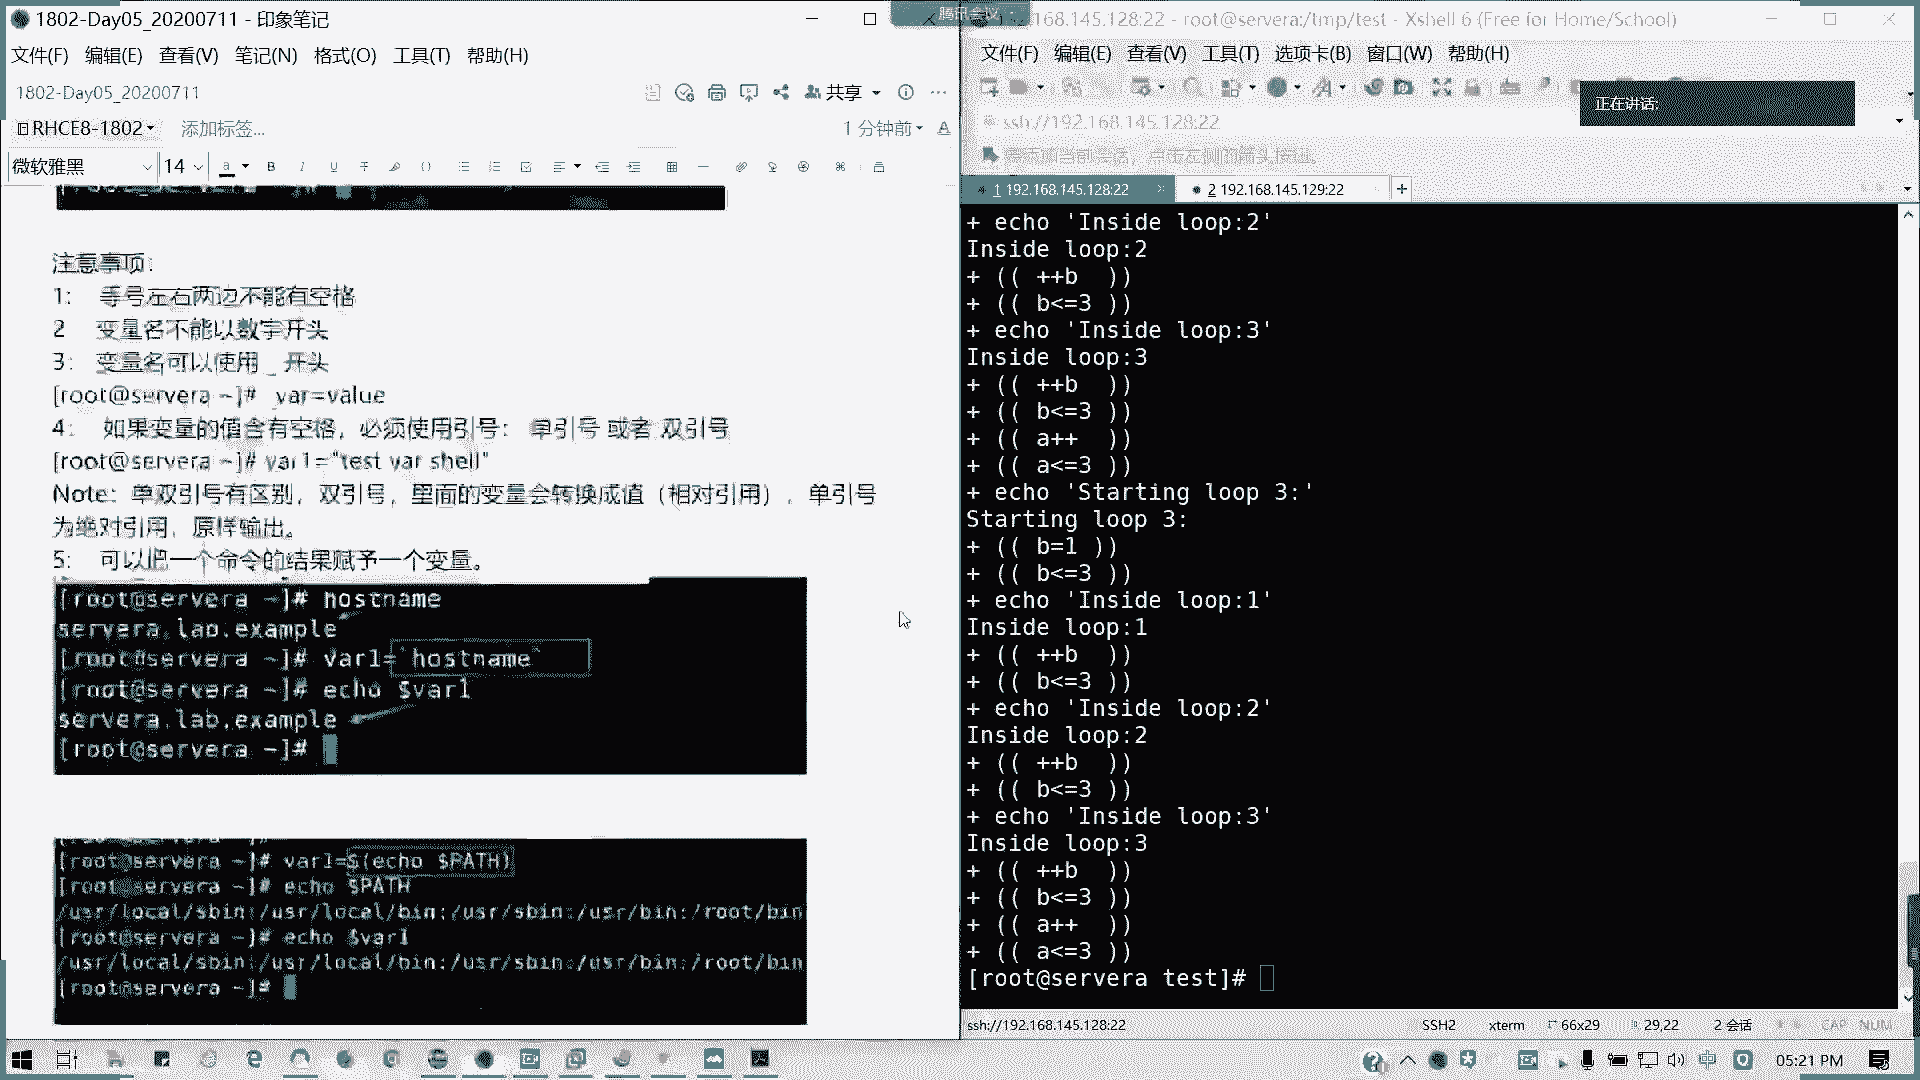 1802-Day05_20200711 - 印象笔记
文件(F) 编辑(E) 查看(V) 笔记(N) 格式(O) 工具(T) 帮助(H)
1802-Day05_20200711
共享
RHCE8-1802
添加标签...
1 分钟前
微软雅黑
14
注意事项：
1： 等号左右两边不能有空格
2 变量名不能以数字开头
3： 变量名可以使用 _ 开头
[root@servera ~]# var=value
4： 如果变量的值含有空格，必须使用引号： 单引号 或者 双引号
[root@servera ~]# var1="test var shell"
Note：单双引号有区别，双引号，里面的变量会转换成值（相对引用），单引号
为绝对引用，原样输出。
5： 可以把一个命令的结果赋予一个变量。
[root@servera ~]# hostname
servera.lab.example
[root@servera ~]# var1=`hostname`
[root@servera ~]# echo $var1
servera.lab.example
[root@servera ~]#
[root@servera ~]# var1=$(echo $PATH)
[root@servera ~]# echo $PATH
/usr/local/sbin:/usr/local/bin:/usr/sbin:/usr/bin:/root/bin
[root@servera ~]# echo $var1
/usr/local/sbin:/usr/local/bin:/usr/sbin:/usr/bin:/root/bin
[root@servera ~]#
腾讯会议
168.145.128:22 - root@servera:/tmp/test - Xshell 6 (Free for Home/School)
文件(F) 编辑(E) 查看(V) 工具(T) 选项卡(B) 窗口(W) 帮助(H)
正在讲话:
ssh://192.168.145.128:22
1 192.168.145.128:22
2 192.168.145.129:22
+ echo 'Inside loop:2'
Inside loop:2
+ (( ++b  ))
+ (( b<=3 ))
+ echo 'Inside loop:3'
Inside loop:3
+ (( ++b  ))
+ (( b<=3 ))
+ (( a++  ))
+ (( a<=3 ))
+ echo 'Starting loop 3:'
Starting loop 3:
+ (( b=1 ))
+ (( b<=3 ))
+ echo 'Inside loop:1'
Inside loop:1
+ (( ++b  ))
+ (( b<=3 ))
+ echo 'Inside loop:2'
Inside loop:2
+ (( ++b  ))
+ (( b<=3 ))
+ echo 'Inside loop:3'
Inside loop:3
+ (( ++b  ))
+ (( b<=3 ))
+ (( a++  ))
+ (( a<=3 ))
[root@servera test]#
ssh://192.168.145.128:22
SSH2
xterm
66x29
29,22
2 会话
CAP NUM
中
05:21 PM